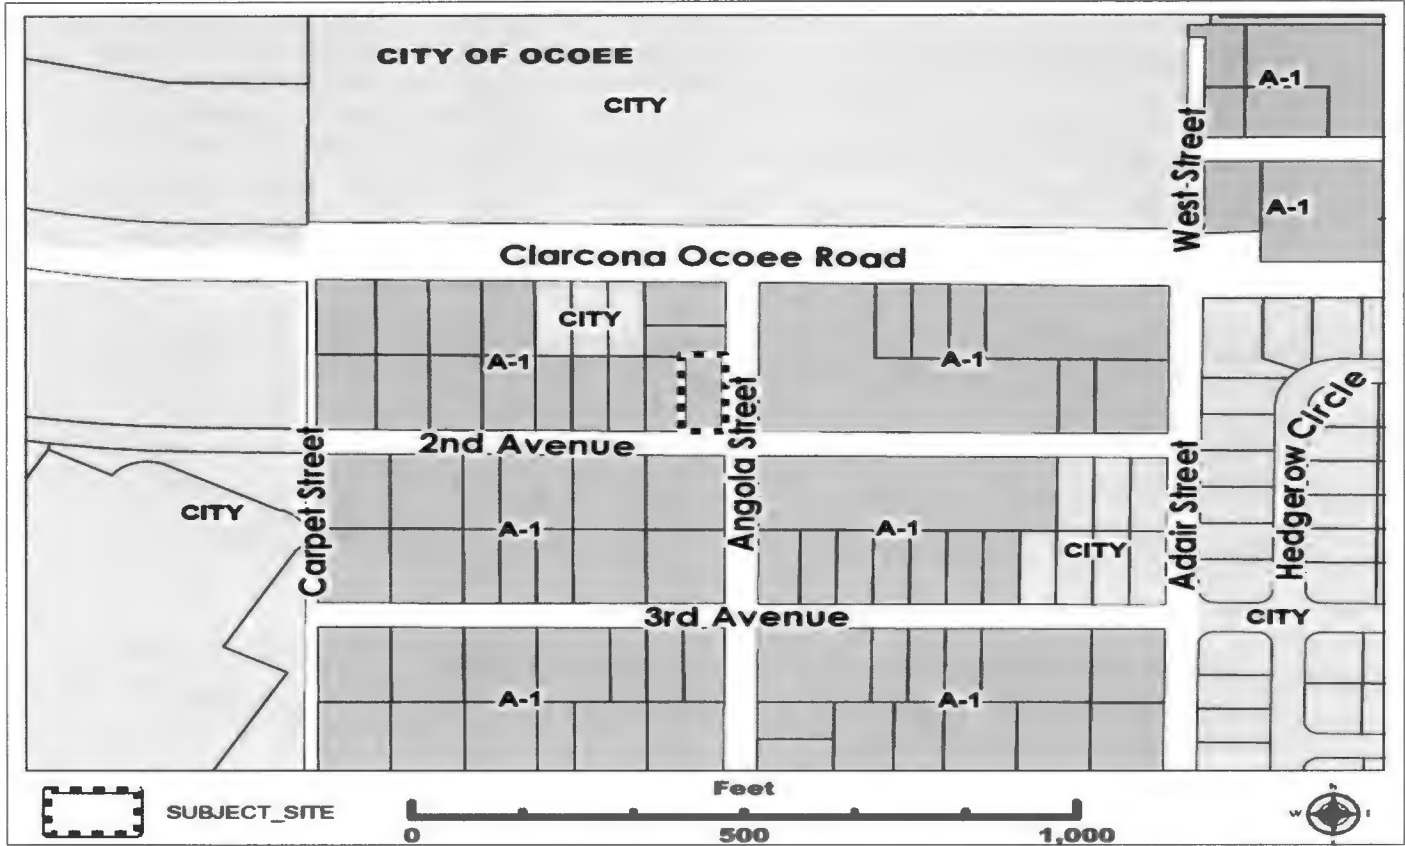 CITY OF OCOEE
CITY
A-1
West Street
A-1
Clarcona Ocoee Road
CITY
A-1
A-1
Hedgerow Circle
Angola Street
2nd Avenue
Carpet Street
CITY
A-1
A-1
CITY
Adair Street
3rd Avenue
CITY
A-1
A-1
SUBJECT_SITE
Feet
0 500 1,000
W